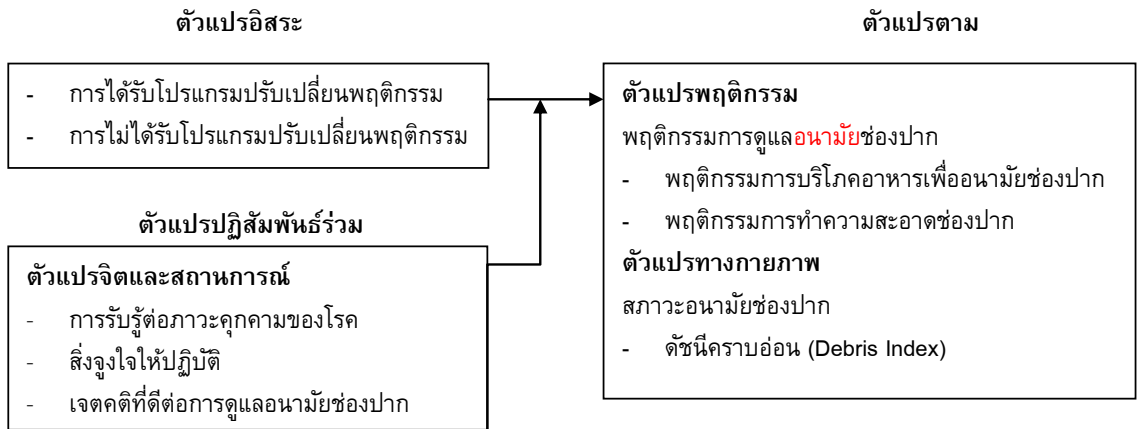 ตัวแปรอิสระ
- การได้รับโปรแกรมปรับเปลี่ยนพฤติกรรม
- การไม่ได้รับโปรแกรมปรับเปลี่ยนพฤติกรรม
ตัวแปรปฏิสัมพันธ์ร่วม
ตัวแปรจิตและสถานการณ์
- การรับรู้ต่อภาวะคุกคามของโรค
- สิ่งจูงใจให้ปฏิบัติ
- เจตคติที่ดีต่อการดูแลอนามัยช่องปาก
ตัวแปรตาม
ตัวแปรพฤติกรรม
พฤติกรรมการดูแลอนามัยช่องปาก
- พฤติกรรมการบริโภคอาหารเพื่ออนามัยช่องปาก
- พฤติกรรมการทำความสะอาดช่องปาก
ตัวแปรทางกายภาพ
สภาวะอนามัยช่องปาก
- ดัชนีคราบอ่อน (Debris Index)